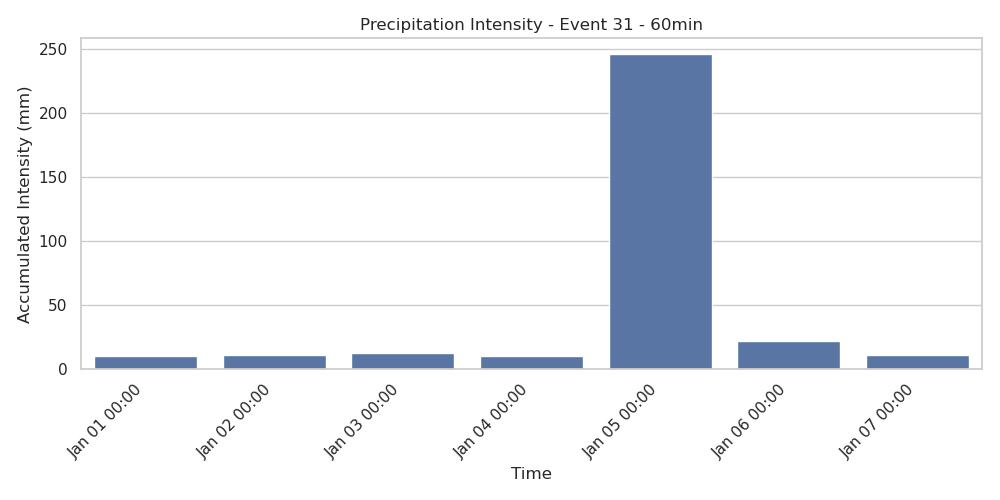 Precipitation Intensity - Event 31 - 60min
Accumulated Intensity (mm)
250
200
150
100
50
0
Jan 01 00:00
Jan 02 00:00
Jan 03 00:00
Jan 04 00:00
Jan 05 00:00
Jan 06 00:00
Jan 07 00:00
Time